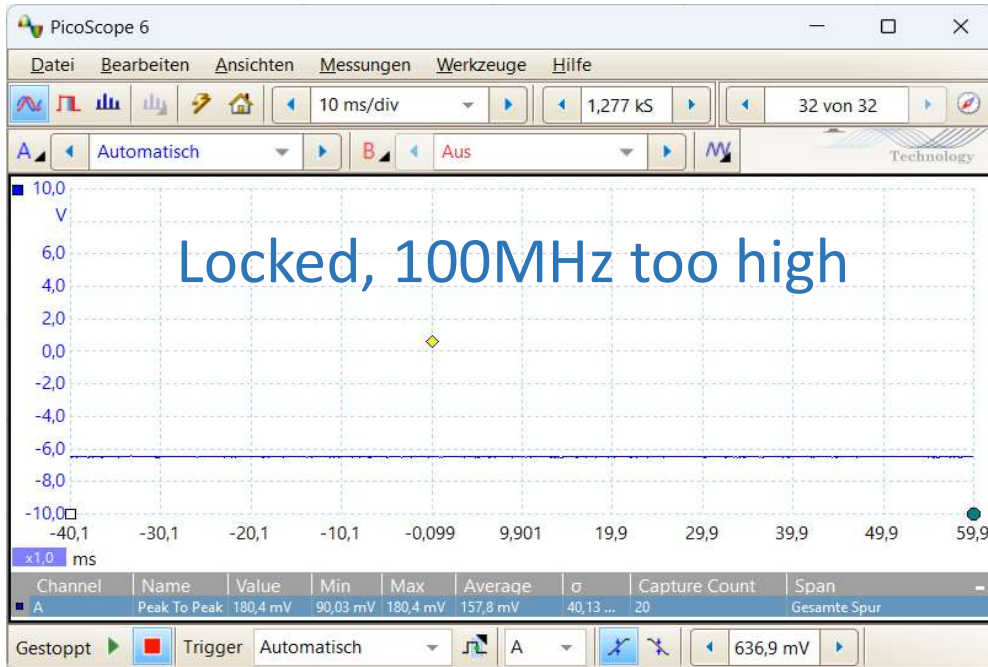 PicoScope 6
Datei Bearbeiten Ansichten Messungen Werkzeuge Hilfe
10 ms/div 1,277 kS 32 von 32
A Automatisch B Aus
Technology
10,0
V
Locked, 100MHz too high
6,0
4,0
2,0
0,0
-2,0
-4,0
-6,0
-8,0
-10,0
-40,1 -30,1 -20,1 -10,1 -0,099 9,901 19,9 29,9 39,9 49,9 59,9
x1,0 ms
Channel Name Value Min Max Average σ Capture Count Span
A Peak To Peak 180,4 mV 90,03 mV 180,4 mV 157,8 mV 40,13 ... 20 Gesamte Spur
Gestoppt Trigger Automatisch A 636,9 mV